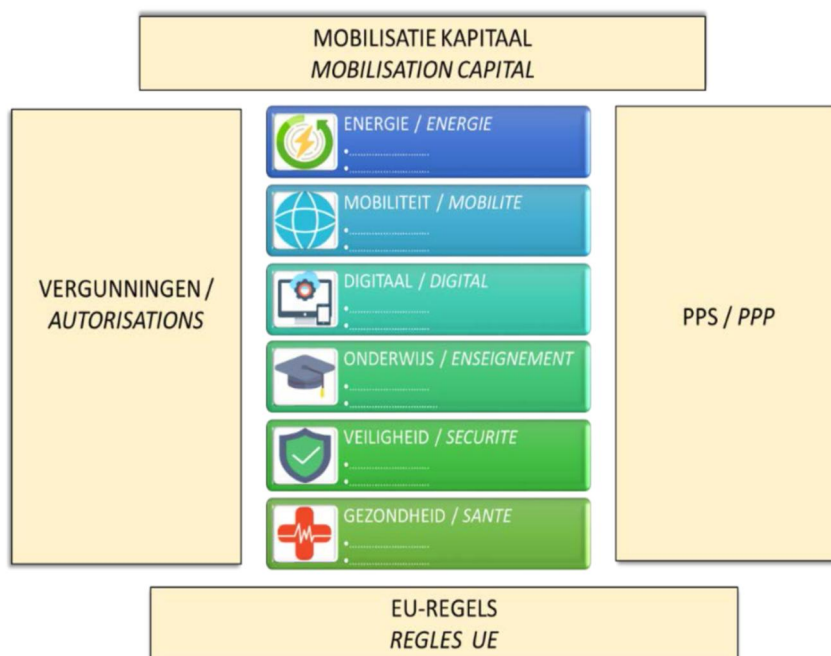 MOBILISATIE KAPITAAL
MOBILISATION CAPITAL
VERGUNNINGEN /
AUTORISATIONS
ENERGIE / ENERGIE
•............................
•............................
MOBILITEIT / MOBILITE
•............................
•............................
DIGITAAL / DIGITAL
•............................
•............................
ONDERWIJS / ENSEIGNEMENT
•............................
•...............................
VEILIGHEID / SECURITE
•............................
•............................
GEZONDHEID / SANTE
•............................
•............................
PPS / PPP
EU-REGELS
REGLES UE